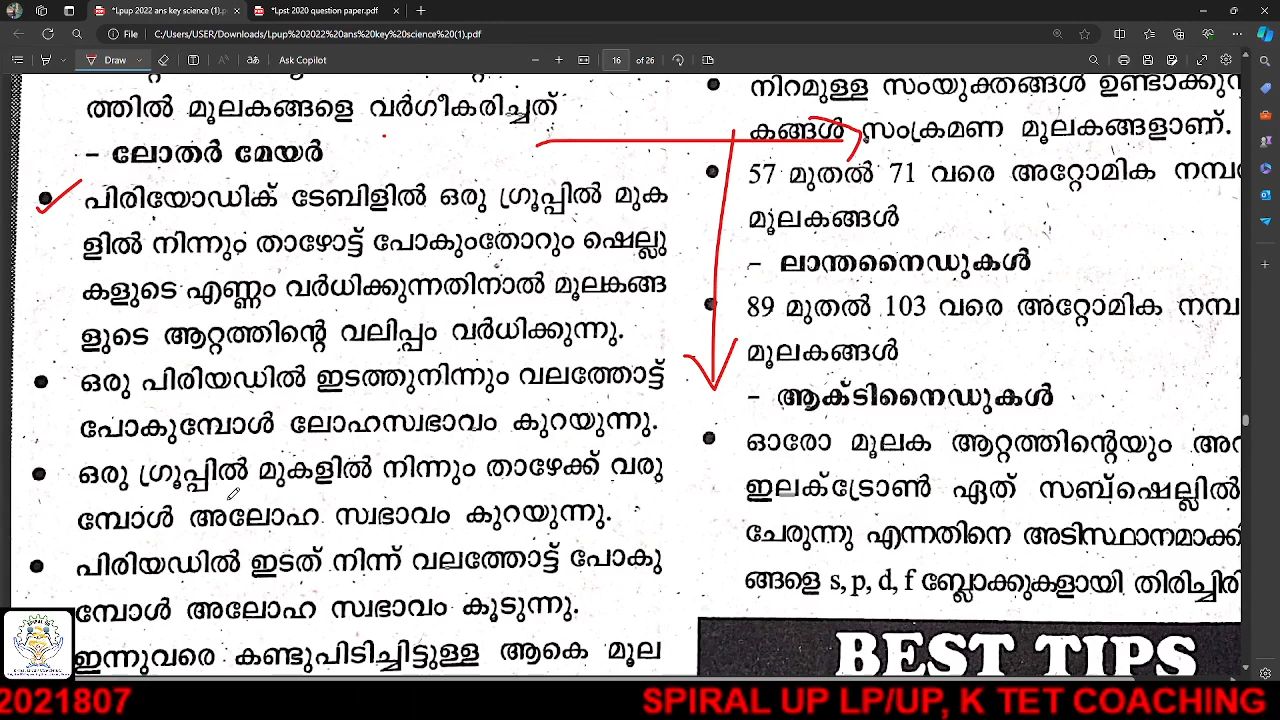 *Lpup 2022 ans key science (1).p
*Lpst 2020 question paper.pdf
File
C:/Users/USER/Downloads/Lpup%202022%20ans%20key%20science%20(1).pdf
Draw
Ask Copilot
16
of 26
ത്തിൽ മൂലകങ്ങളെ വർഗീകരിച്ചത്
- ലോതർ മേയർ
പിരിയോഡിക് ടേബിളിൽ ഒരു ഗ്രൂപ്പിൽ മുക
ളിൽ നിന്നും താഴോട്ട് പോകുംതോറും ഷെല്ലു
കളുടെ എണ്ണം വർധിക്കുന്നതിനാൽ മൂലകങ്ങ
ളുടെ ആറ്റത്തിന്റെ വലിപ്പം വർദ്ധിക്കുന്നു.
ഒരു പിരിയഡിൽ ഇടത്തുനിന്നും വലത്തോട്ട്
പോകുമ്പോൾ ലോഹസ്വഭാവം കുറയുന്നു.
ഒരു ഗ്രൂപ്പിൽ മുകളിൽ നിന്നും താഴേക്ക് വരു
മ്പോൾ അലോഹ സ്വഭാവം കുറയുന്നു.
പിരിയഡിൽ ഇടത് നിന്ന് വലത്തോട്ട് പോകു
മ്പോൾ അലോഹ സ്വഭാവം കൂടുന്നു.
ഇന്നുവരെ കണ്ടുപിടിച്ചിട്ടുള്ള ആകെ മൂല
നിറമുള്ള സംയുക്തങ്ങൾ ഉണ്ടാക്കുന്
കങ്ങൾ സംക്രമണ മൂലകങ്ങളാണ്.
57 മുതൽ 71 വരെ അറ്റോമിക നമ്പ
മൂലകങ്ങൾ
- ലാന്തനൈഡുകൾ
89 മുതൽ 103 വരെ അറ്റോമിക നമ്പ
മൂലകങ്ങൾ
- ആക്ടിനൈഡുകൾ
ഓരോ മൂലക ആറ്റത്തിന്റെയും അ
ഇലക്ട്രോൺ ഏത് സബ്ഷെല്ലിൽ
ചേരുന്നു എന്നതിനെ അടിസ്ഥാനമാക്കി
ങ്ങളെ s, p, d, f ബ്ലോക്കുകളായി തിരിച്ചിരി
BEST TIPS
2021807
SPIRAL UP LP/UP, K TET COACHING